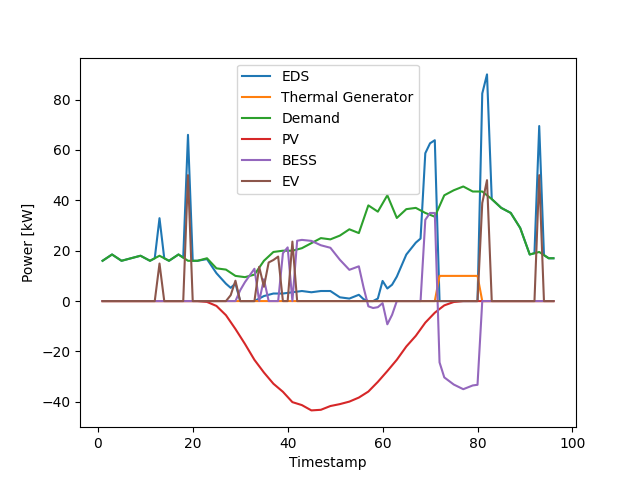 EDS
Thermal Generator
Demand
PV
BESS
EV
80
60
40
20
0
−20
−40
Power [kW]
0 20 40 60 80 100
Timestamp